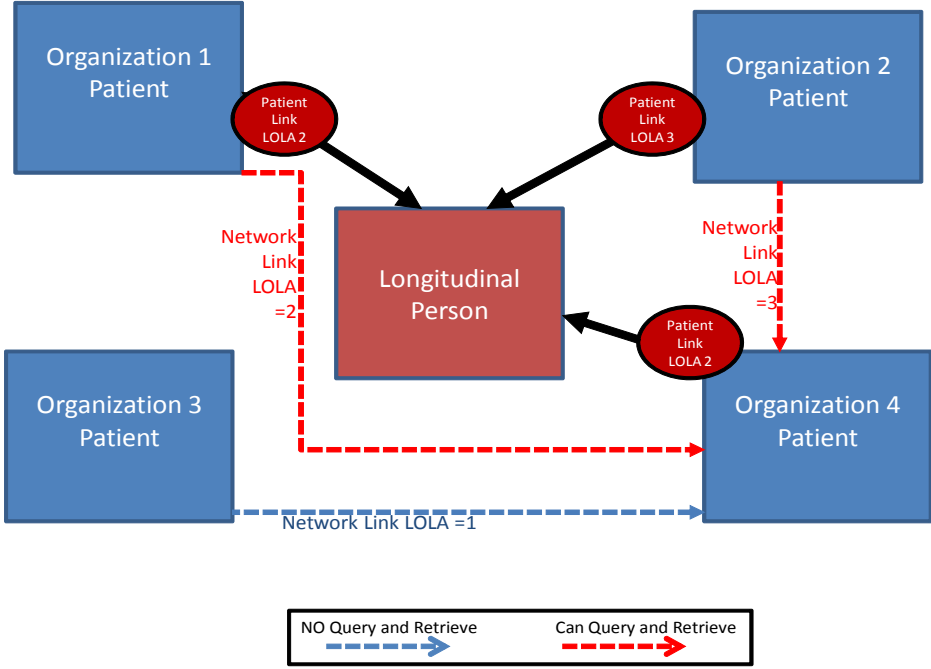 Organization 1
Patient
Organization 2
Patient
Patient
Link
LOLA 2
Patient
Link
LOLA 3
Network
Link
LOLA
=2
Network
Link
LOLA
=3
Longitudinal
Person
Patient
Link
LOLA 2
Organization 3
Patient
Organization 4
Patient
Network Link LOLA =1
NO Query and Retrieve
Can Query and Retrieve